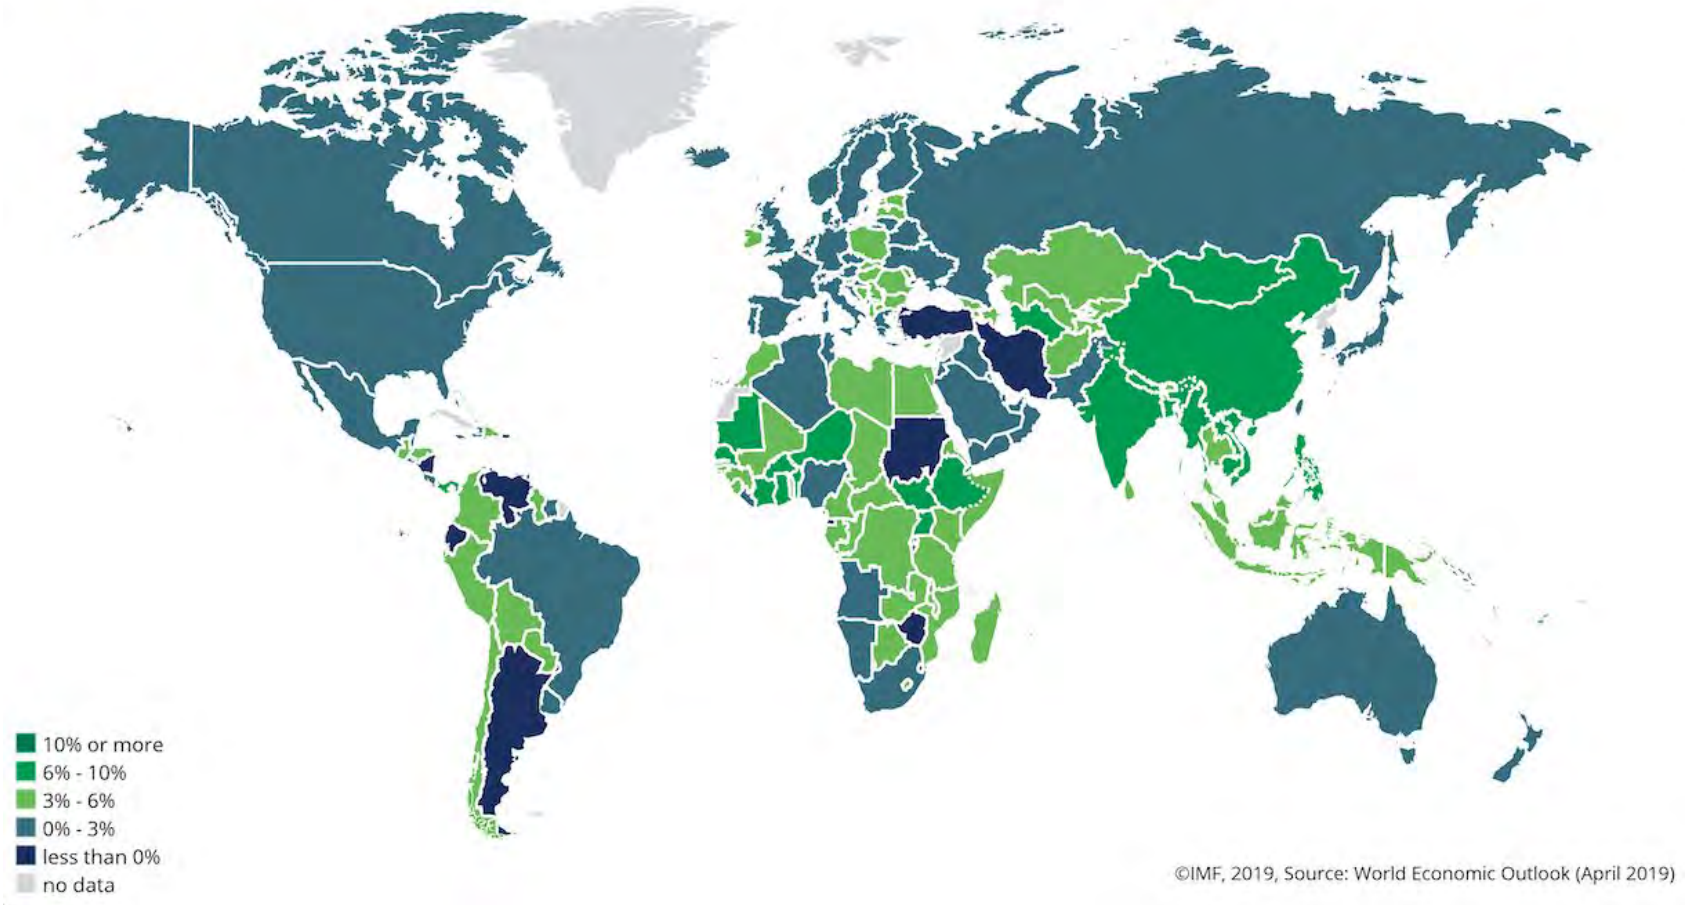 10% or more
6% - 10%
3% - 6%
0% - 3%
less than 0%
no data
©IMF, 2019, Source: World Economic Outlook (April 2019)